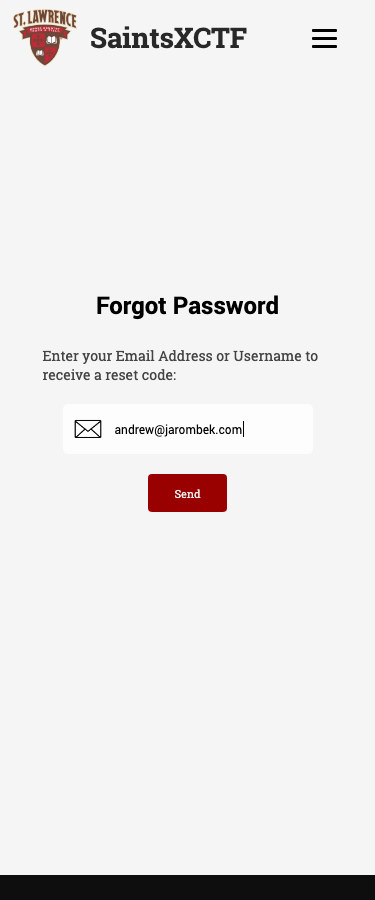 ST. LAWRENCE
SaintsXCTF
Forgot Password
Enter your Email Address or Username to
receive a reset code:
andrew@jarombek.com
Send